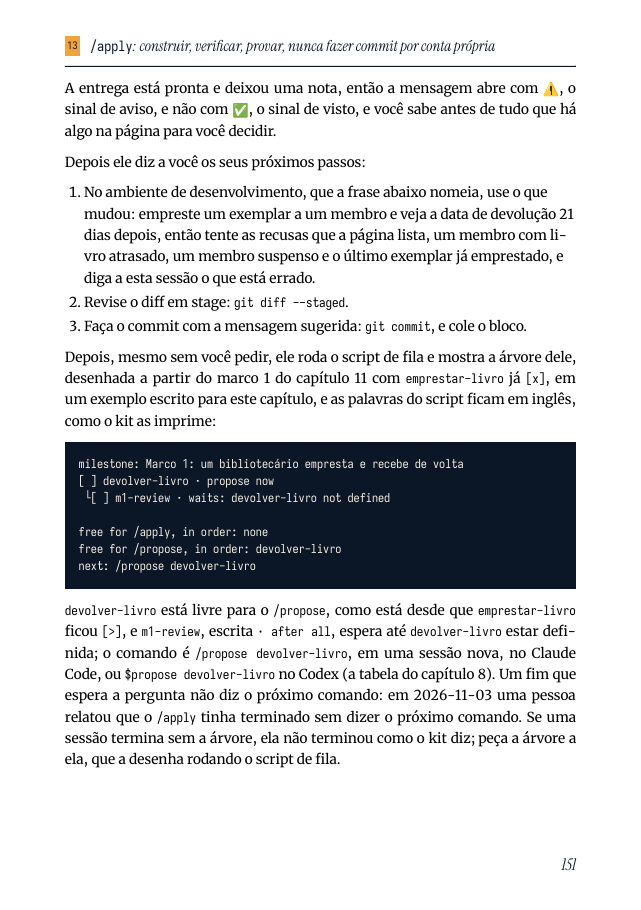 13 /apply: construir, verificar, provar, nunca fazer commit por conta própria
A entrega está pronta e deixou uma nota, então a mensagem abre com ⚠️, o
sinal de aviso, e não com ✅, o sinal de visto, e você sabe antes de tudo que há
algo na página para você decidir.
Depois ele diz a você os seus próximos passos:
1. No ambiente de desenvolvimento, que a frase abaixo nomeia, use o que
mudou: empreste um exemplar a um membro e veja a data de devolução 21
dias depois, então tente as recusas que a página lista, um membro com li-
vro atrasado, um membro suspenso e o último exemplar já emprestado, e
diga a esta sessão o que está errado.
2. Revise o diff em stage: git diff --staged.
3. Faça o commit com a mensagem sugerida: git commit, e cole o bloco.
Depois, mesmo sem você pedir, ele roda o script de fila e mostra a árvore dele,
desenhada a partir do marco 1 do capítulo 11 com emprestar-livro já [x], em
um exemplo escrito para este capítulo, e as palavras do script ficam em inglês,
como o kit as imprime:
milestone: Marco 1: um bibliotecário empresta e recebe de volta
[ ] devolver-livro · propose now
└[ ] m1-review · waits: devolver-livro not defined
free for /apply, in order: none
free for /propose, in order: devolver-livro
next: /propose devolver-livro
devolver-livro está livre para o /propose, como está desde que emprestar-livro
ficou [>], e m1-review, escrita · after all, espera até devolver-livro estar defi-
nida; o comando é /propose devolver-livro, em uma sessão nova, no Claude
Code, ou $propose devolver-livro no Codex (a tabela do capítulo 8). Um fim que
espera a pergunta não diz o próximo comando: em 2026-11-03 uma pessoa
relatou que o /apply tinha terminado sem dizer o próximo comando. Se uma
sessão termina sem a árvore, ela não terminou como o kit diz; peça a árvore a
ela, que a desenha rodando o script de fila.
151